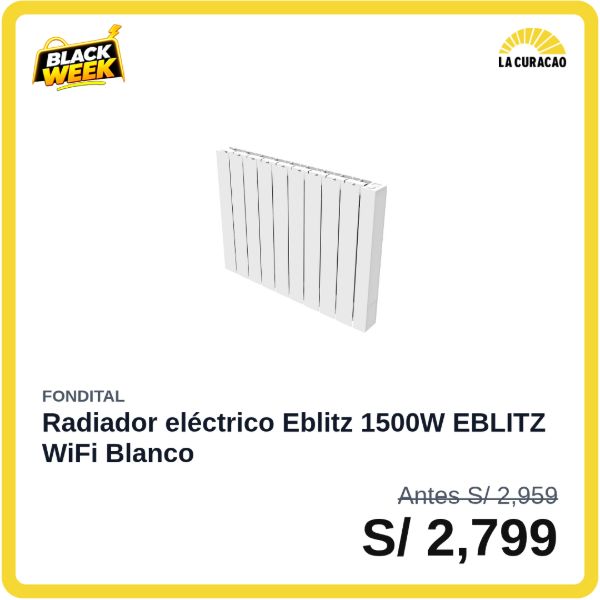 BLACK
WEEK
LA CURACAO
FONDITAL
Radiador eléctrico Eblitz 1500W EBLITZ
WiFi Blanco
Antes S/ 2,959
S/ 2,799